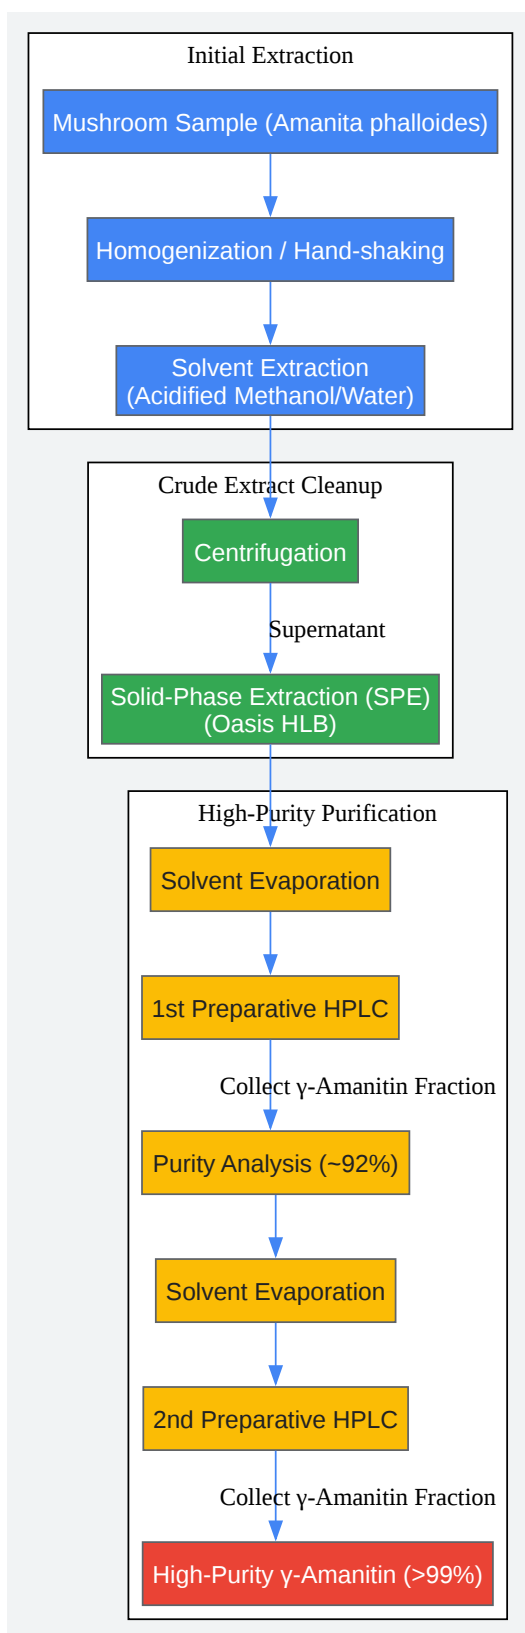 Initial Extraction
Mushroom Sample (Amanita phalloides)
Homogenization / Hand-shaking
Solvent Extraction
(Acidified Methanol/Water)
Crude Extract Cleanup
Centrifugation
Supernatant
Solid-Phase Extraction (SPE)
(Oasis HLB)
High-Purity Purification
Solvent Evaporation
1st Preparative HPLC
Collect γ-Amanitin Fraction
Purity Analysis (~92%)
Solvent Evaporation
2nd Preparative HPLC
Collect γ-Amanitin Fraction
High-Purity γ-Amanitin (>99%)